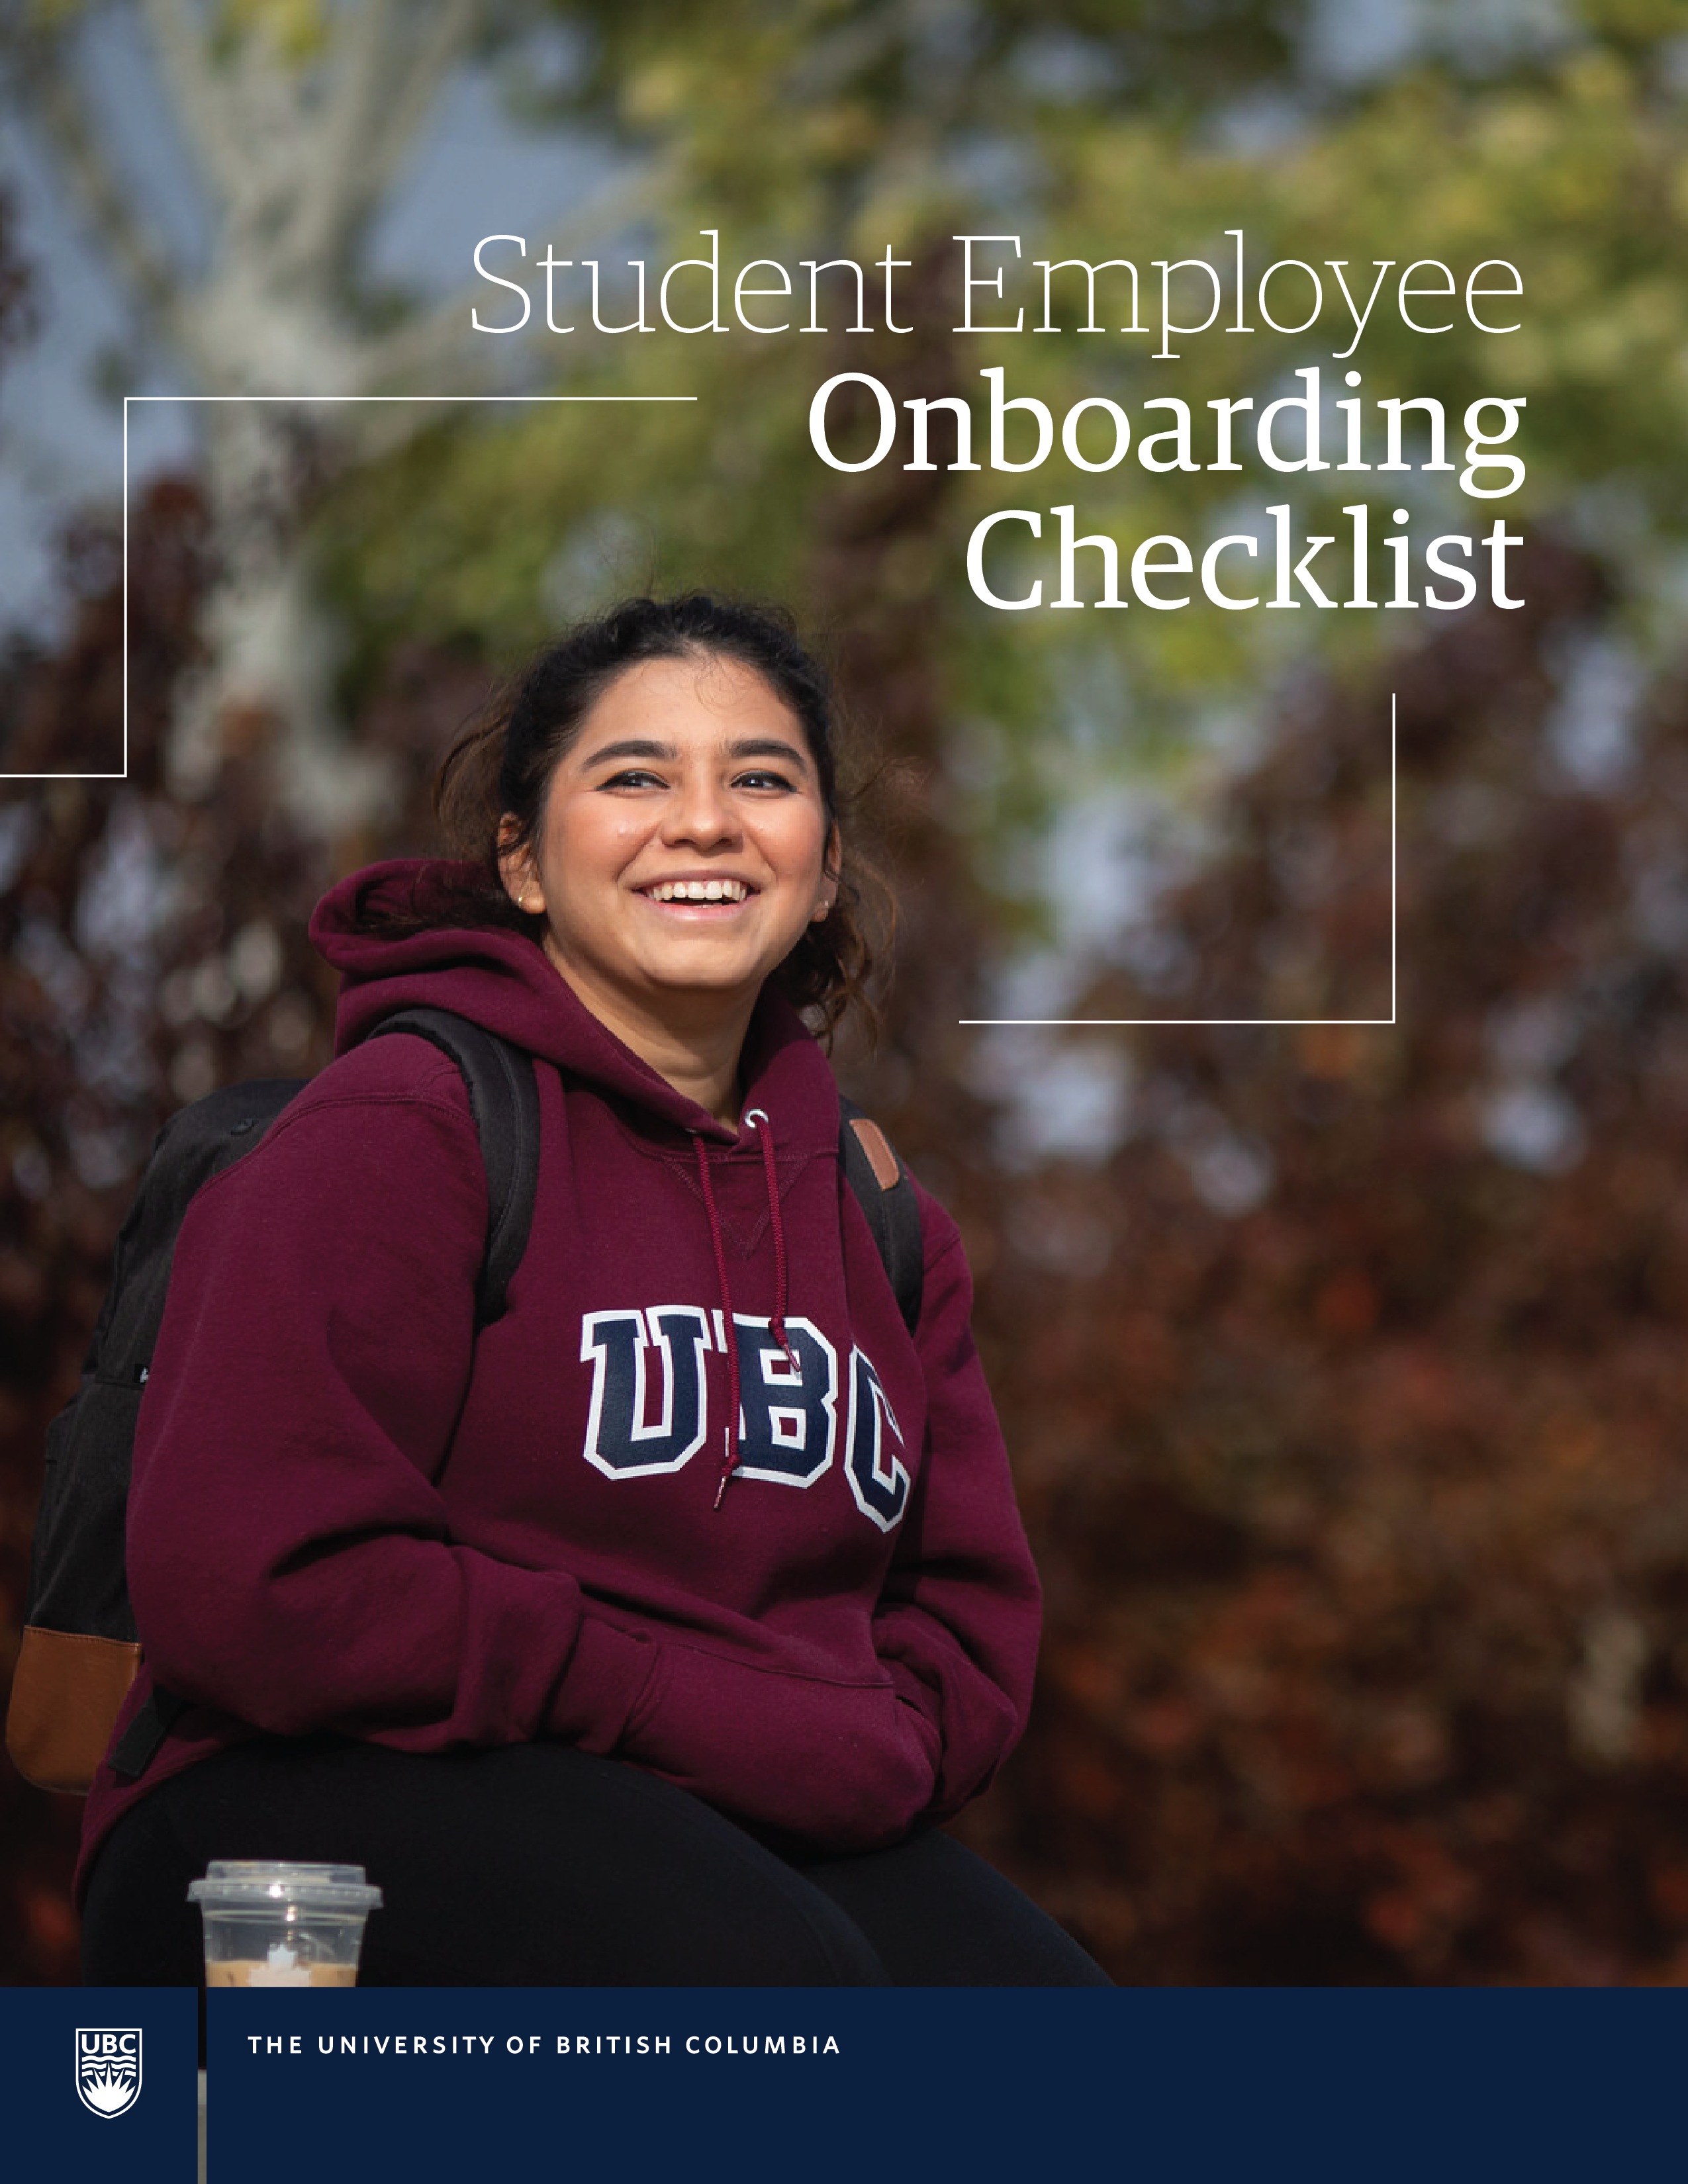 Student Employee
Onboarding
Checklist
UBC
UBC
THE UNIVERSITY OF BRITISH COLUMBIA